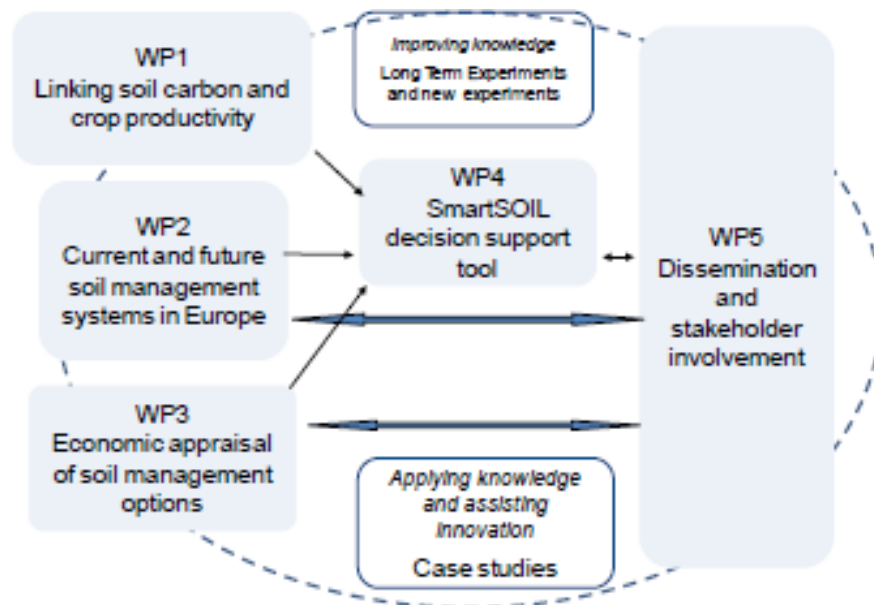 WP1
Linking soil carbon and
crop productivity
Improving knowledge
Long Term Experiments
and new experiments
WP2
Current and future
soil management
systems in Europe
WP4
SmartSOIL
decision support
tool
WP5
Dissemination
and
stakeholder
involvement
WP3
Economic appraisal
of soil management
options
Applying knowledge
and assisting
innovation
Case studies